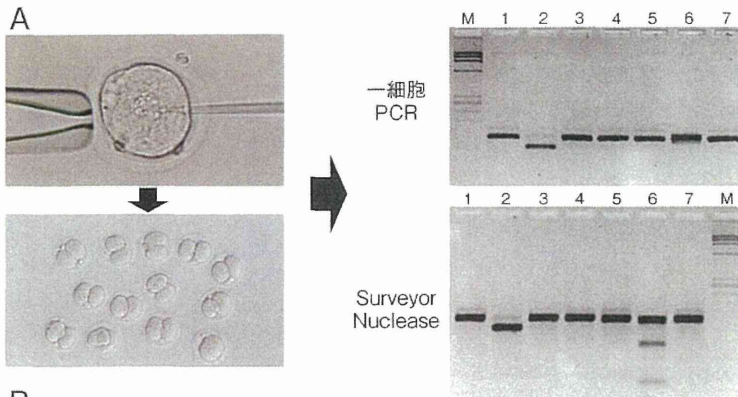 A
M 1 2 3 4 5 6 7
一細胞
PCR
1 2 3 4 5 6 7 M
Surveyor
Nuclease